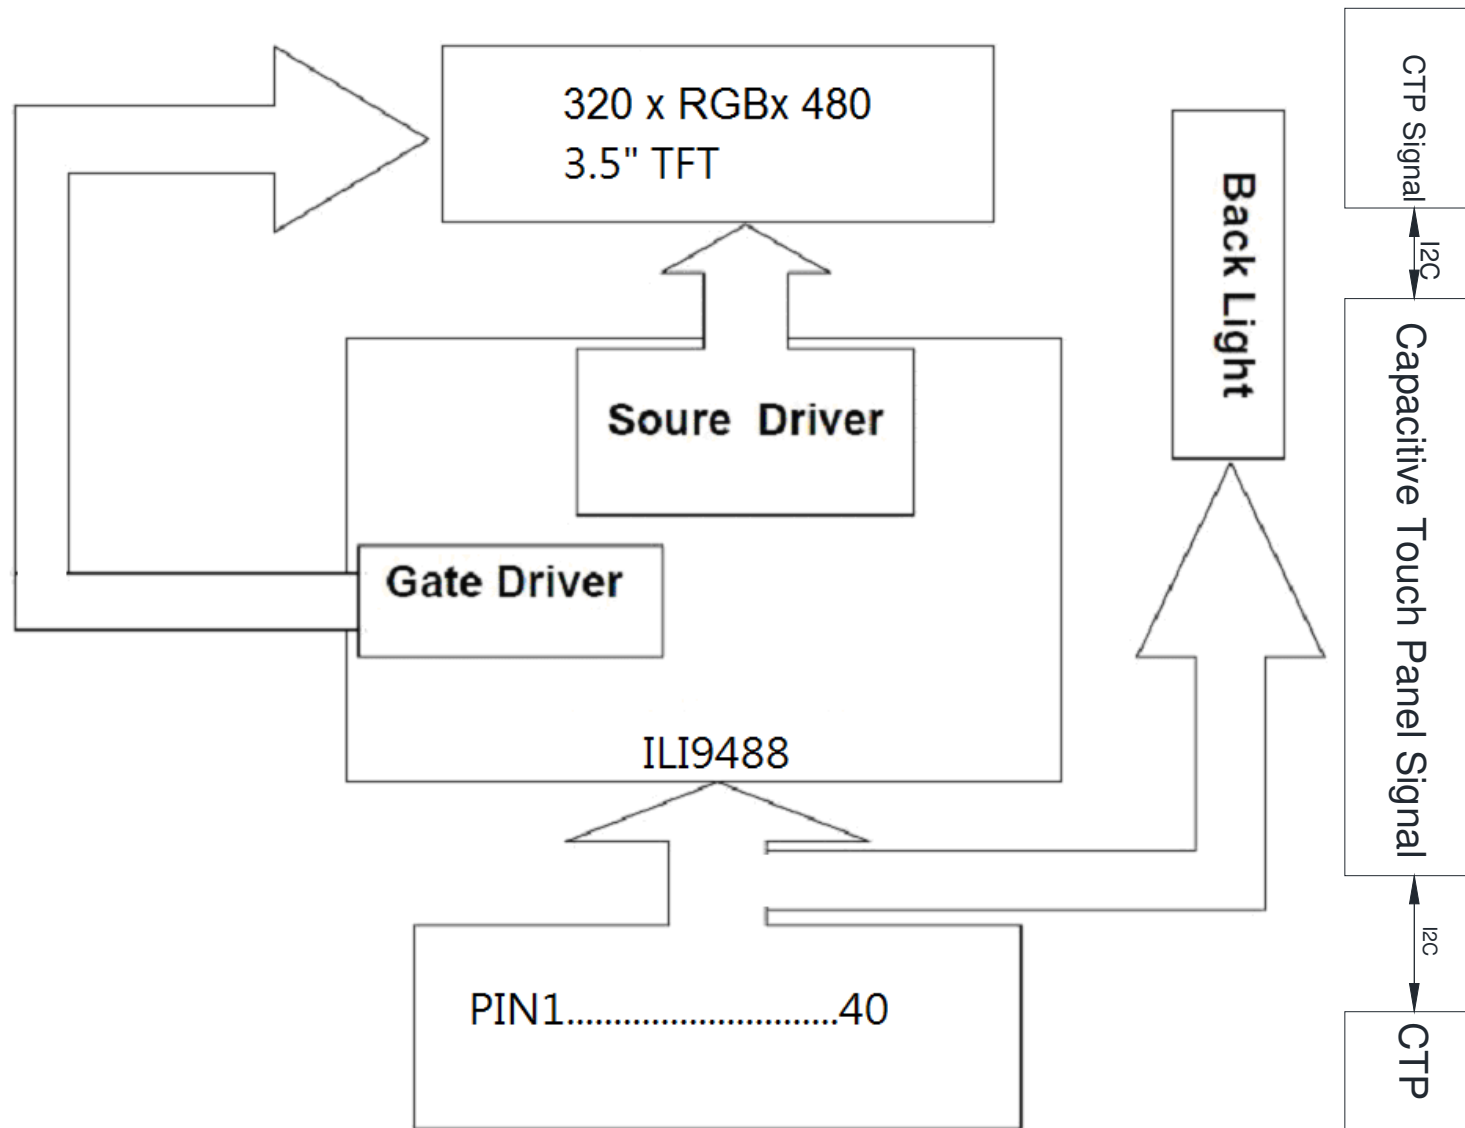 320 x RGBx 480
3.5" TFT
Soure Driver
Gate Driver
ILI9488
PIN1.............................40
Back Light
CTP Signal
I2C
Capacitive Touch Panel Signal
I2C
CTP